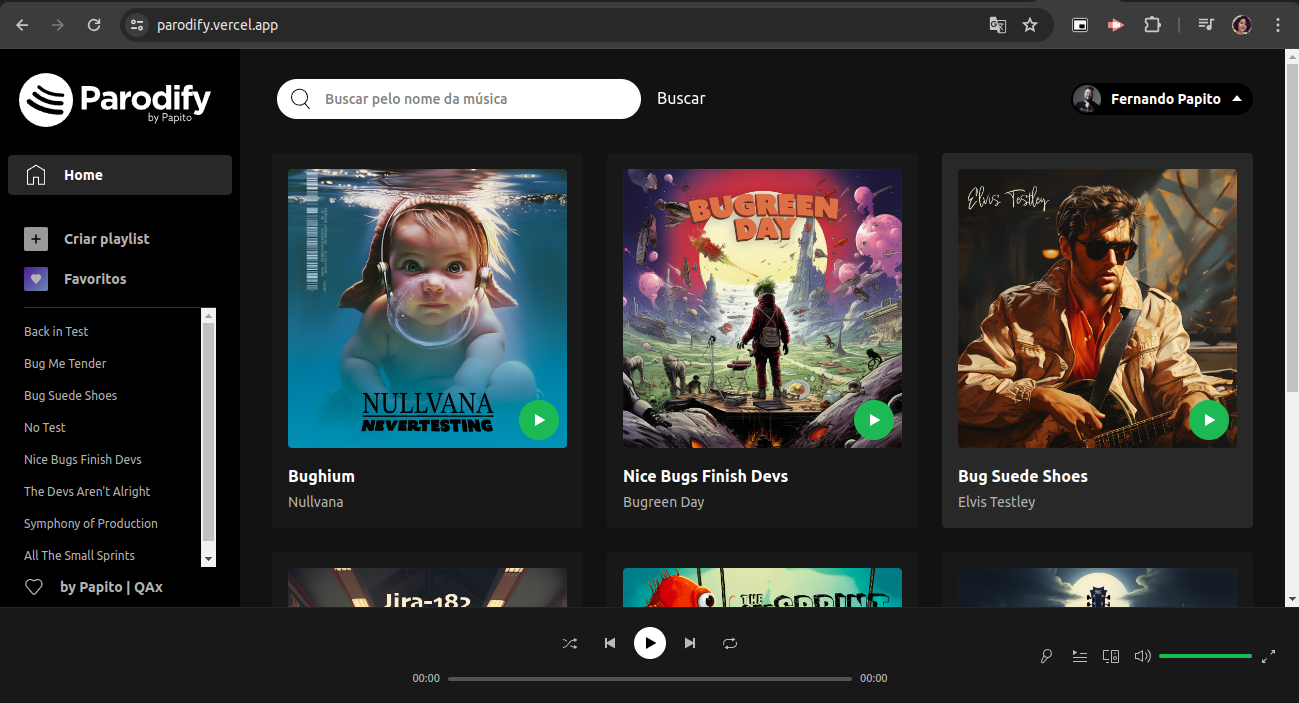 parodify.vercel.app
Parodify
by Papito
Buscar pelo nome da música
Buscar
Fernando Papito
Home
Criar playlist
Favoritos
Back in Test
Bug Me Tender
Bug Suede Shoes
No Test
Nice Bugs Finish Devs
The Devs Aren't Alright
Symphony of Production
All The Small Sprints
by Papito | QAx
NULLVANA
NEVERTESTING
Bughium
Nullvana
BUGREEN
DAY
Nice Bugs Finish Devs
Bugreen Day
Elvis Testley
Bug Suede Shoes
Elvis Testley
Jira-182
THE
SPRINT
00:00
00:00